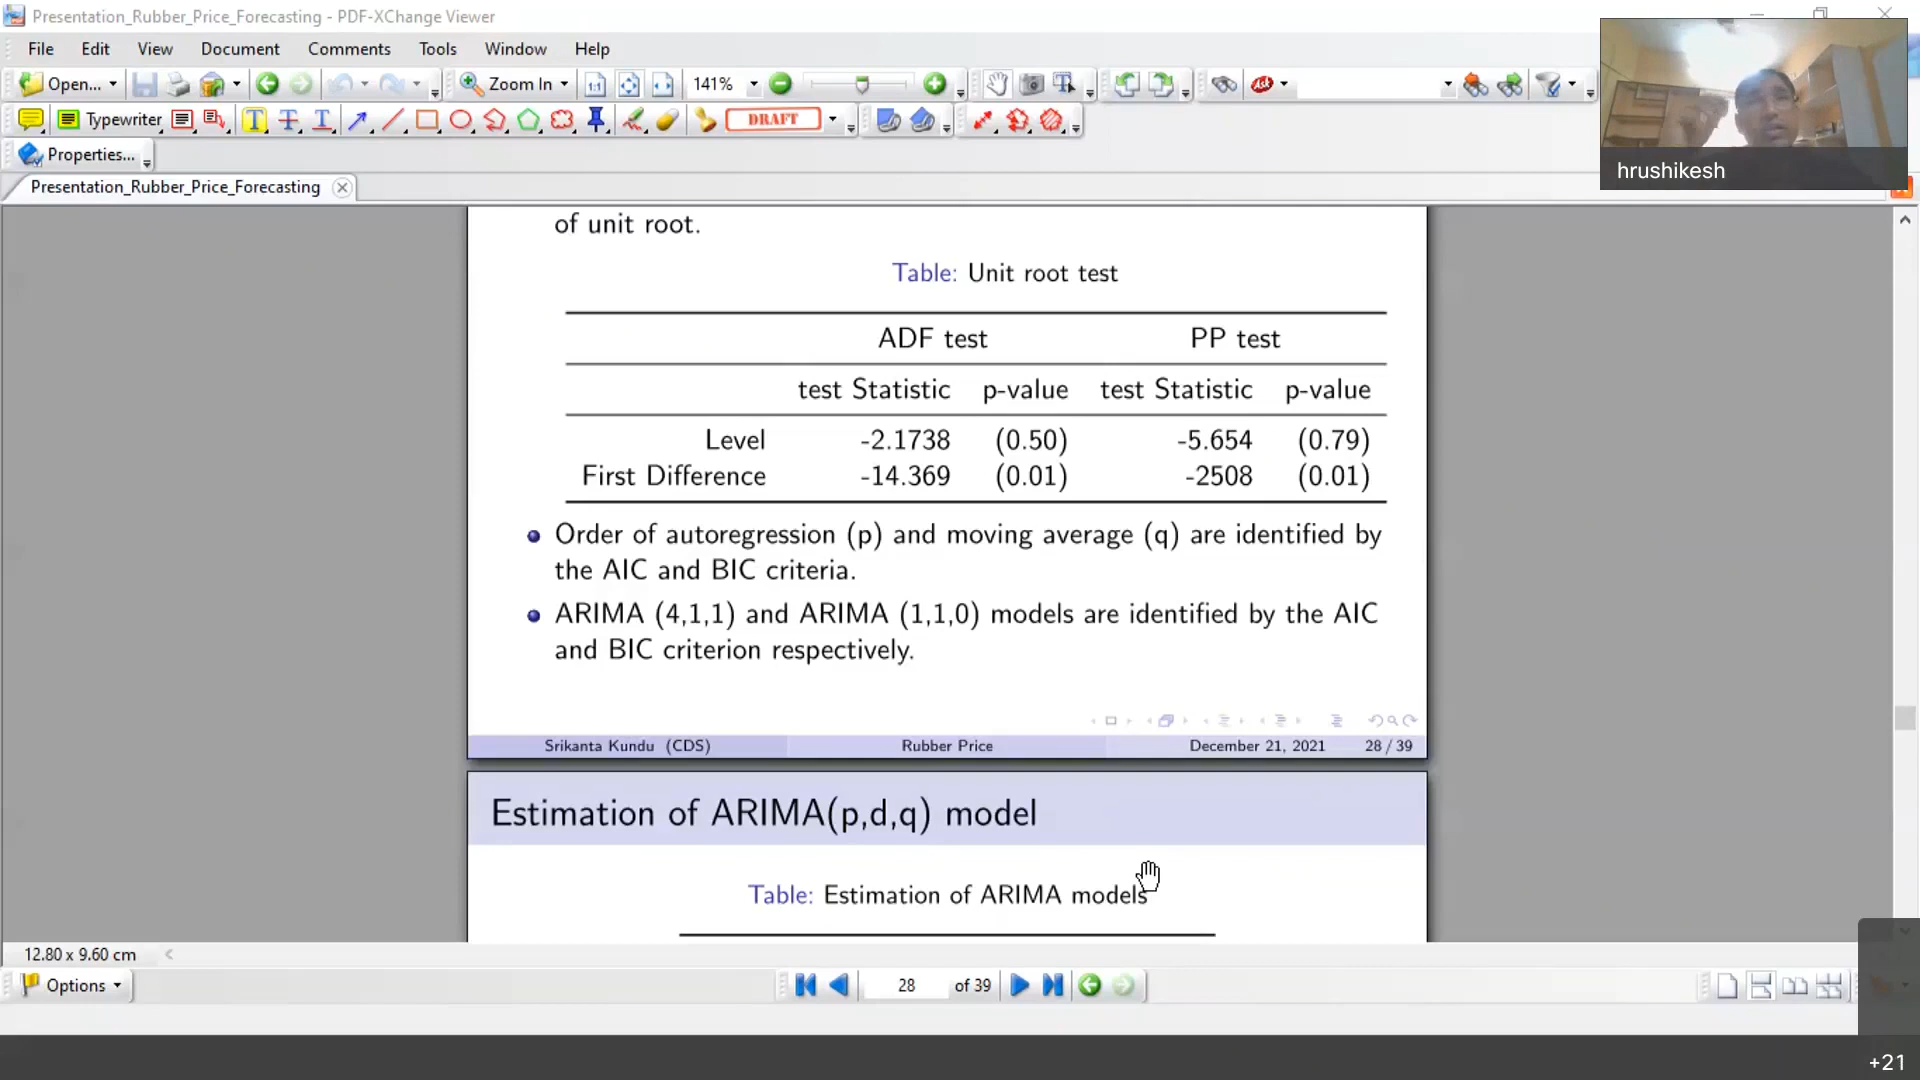 Presentation_Rubber_Price_Forecasting - PDF-XChange Viewer
File Edit View Document Comments Tools Window Help
Open... Zoom In 141%
Typewriter DRAFT
Properties...
hrushikesh
Presentation_Rubber_Price_Forecasting
of unit root.
Table: Unit root test
ADF test PP test
test Statistic p-value test Statistic p-value
Level -2.1738 (0.50) -5.654 (0.79)
First Difference -14.369 (0.01) -2508 (0.01)
Order of autoregression (p) and moving average (q) are identified by
the AIC and BIC criteria.
ARIMA (4,1,1) and ARIMA (1,1,0) models are identified by the AIC
and BIC criterion respectively.
Srikanta Kundu (CDS) Rubber Price December 21, 2021 28 / 39
Estimation of ARIMA(p,d,q) model
Table: Estimation of ARIMA models
12.80 x 9.60 cm
Options 28 of 39
+21